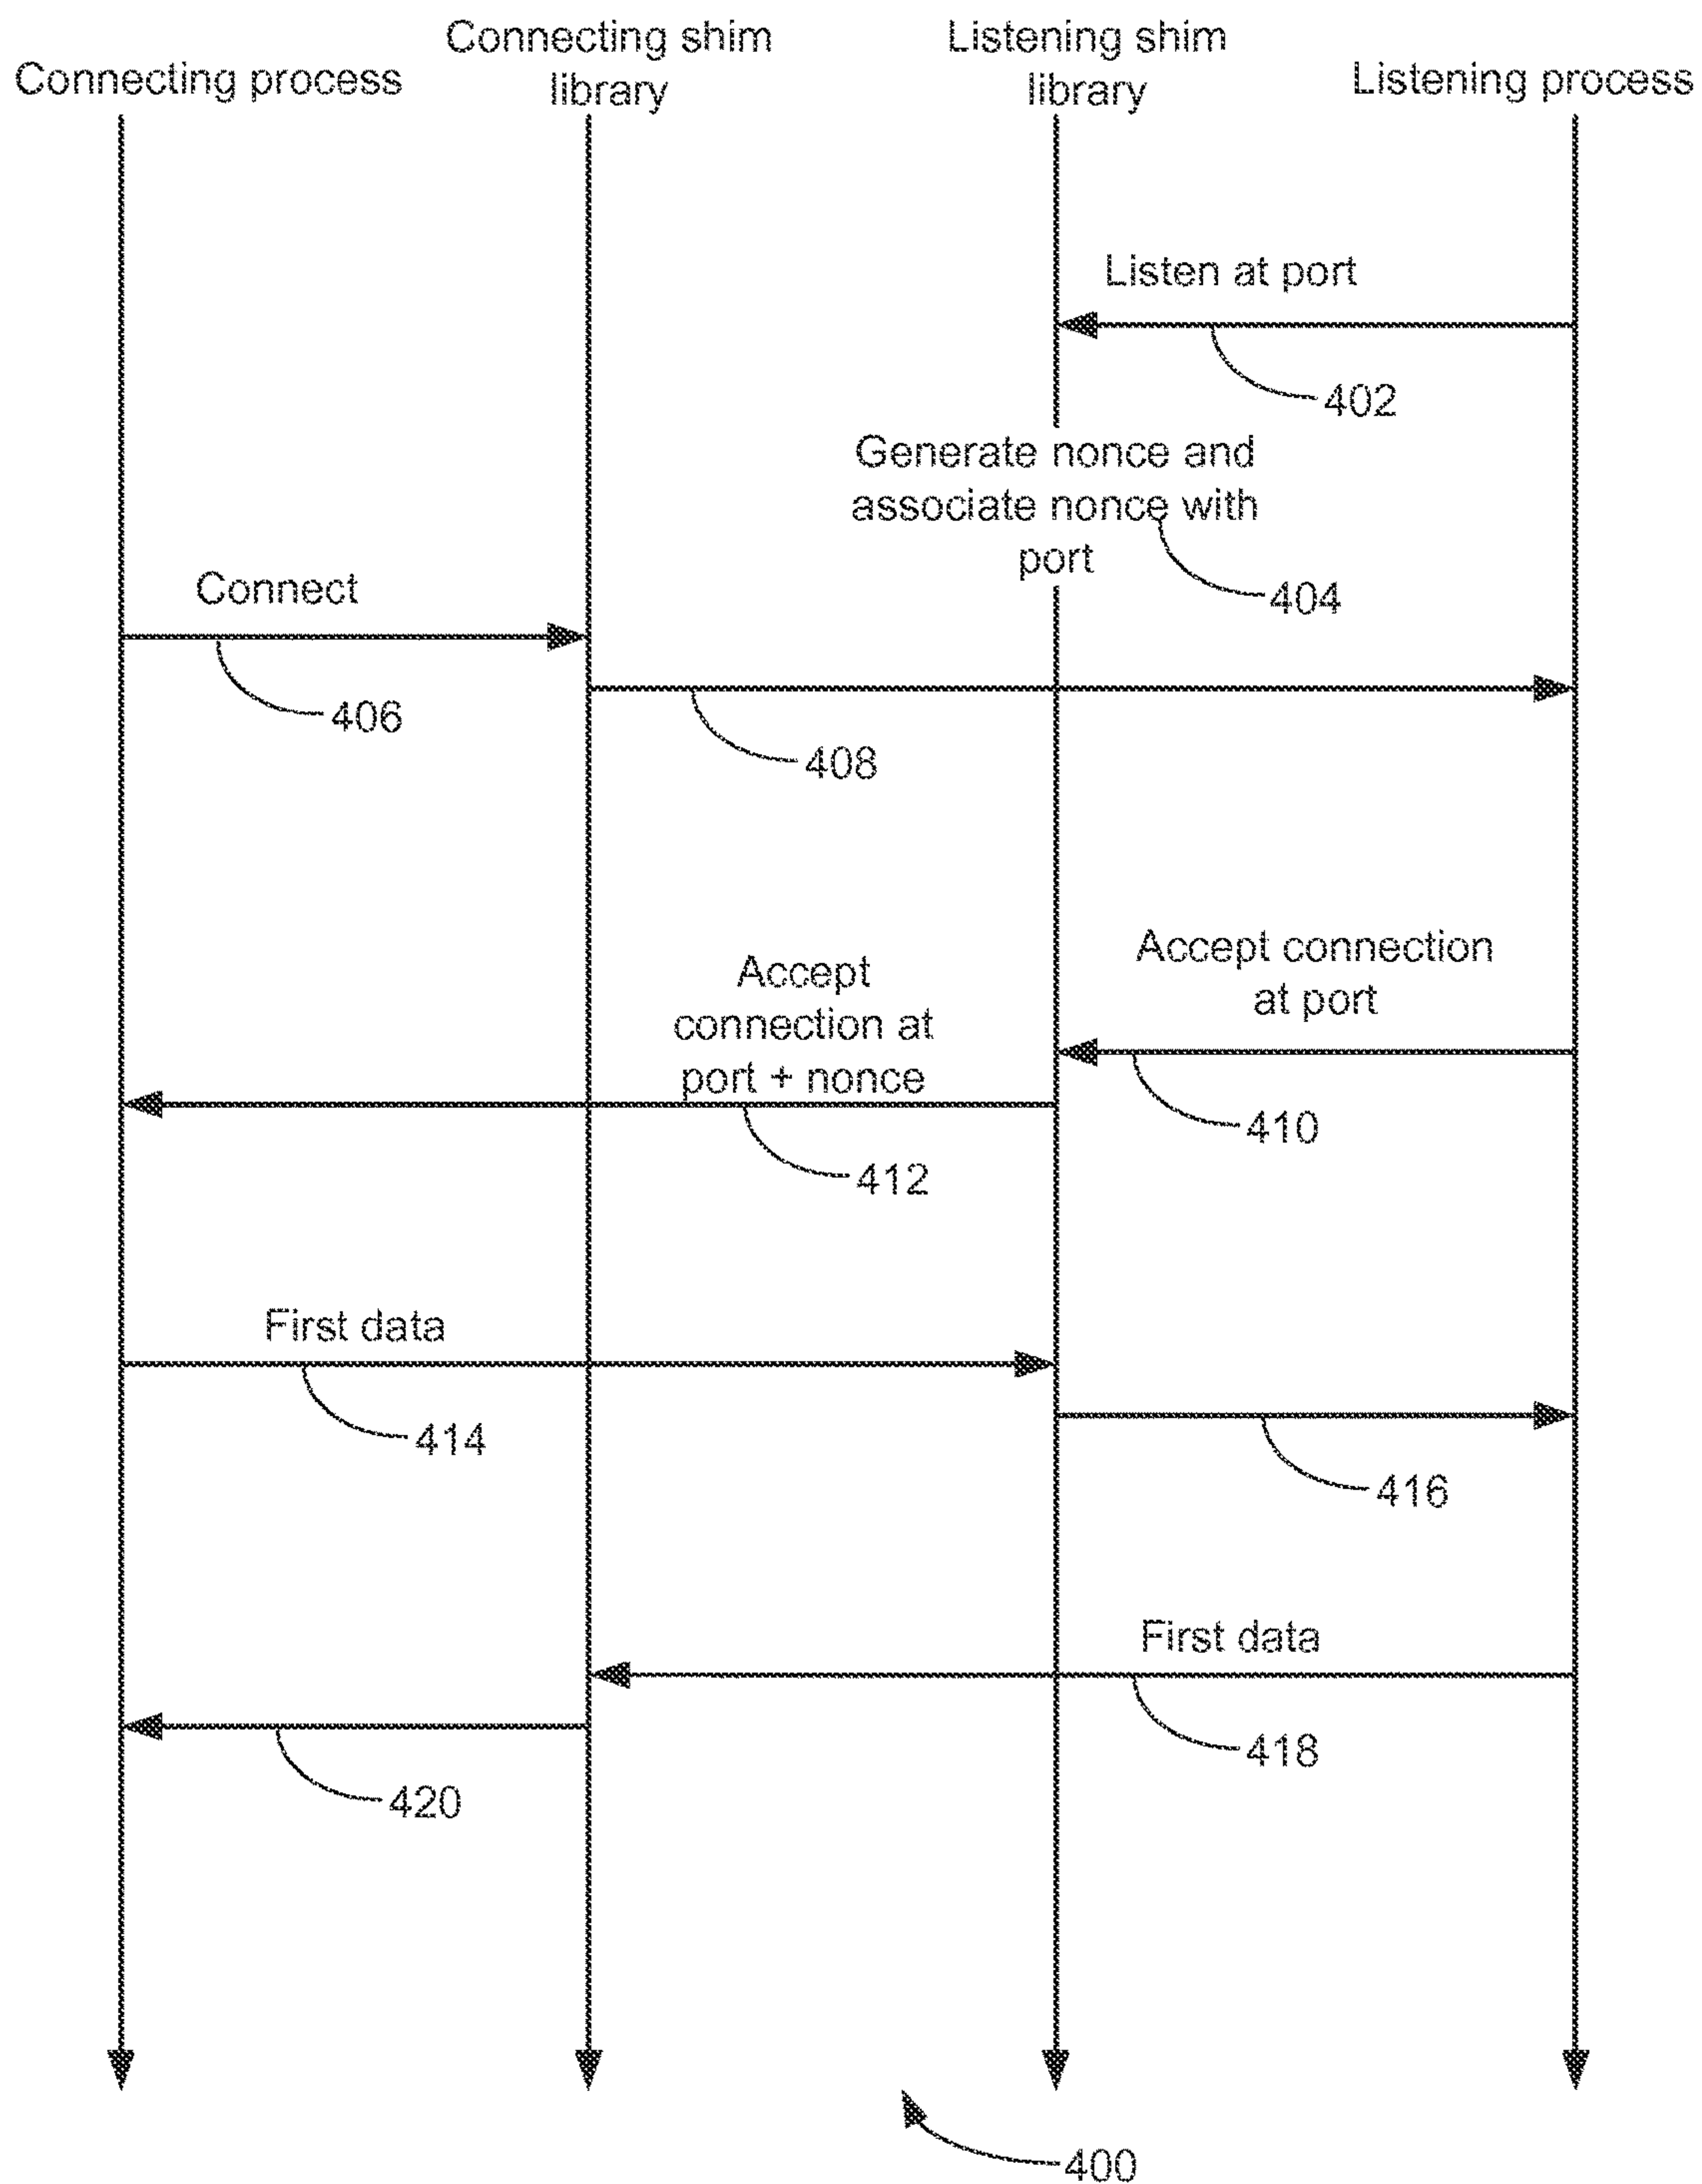 Connecting process
Connecting shim
library
Listening shim
library
Listening process
Listen at port
402
Generate nonce and
associate nonce with
port
404
Connect
406
408
Accept connection
at port
410
Accept
connection at
port + nonce
412
First data
414
416
First data
418
420
400